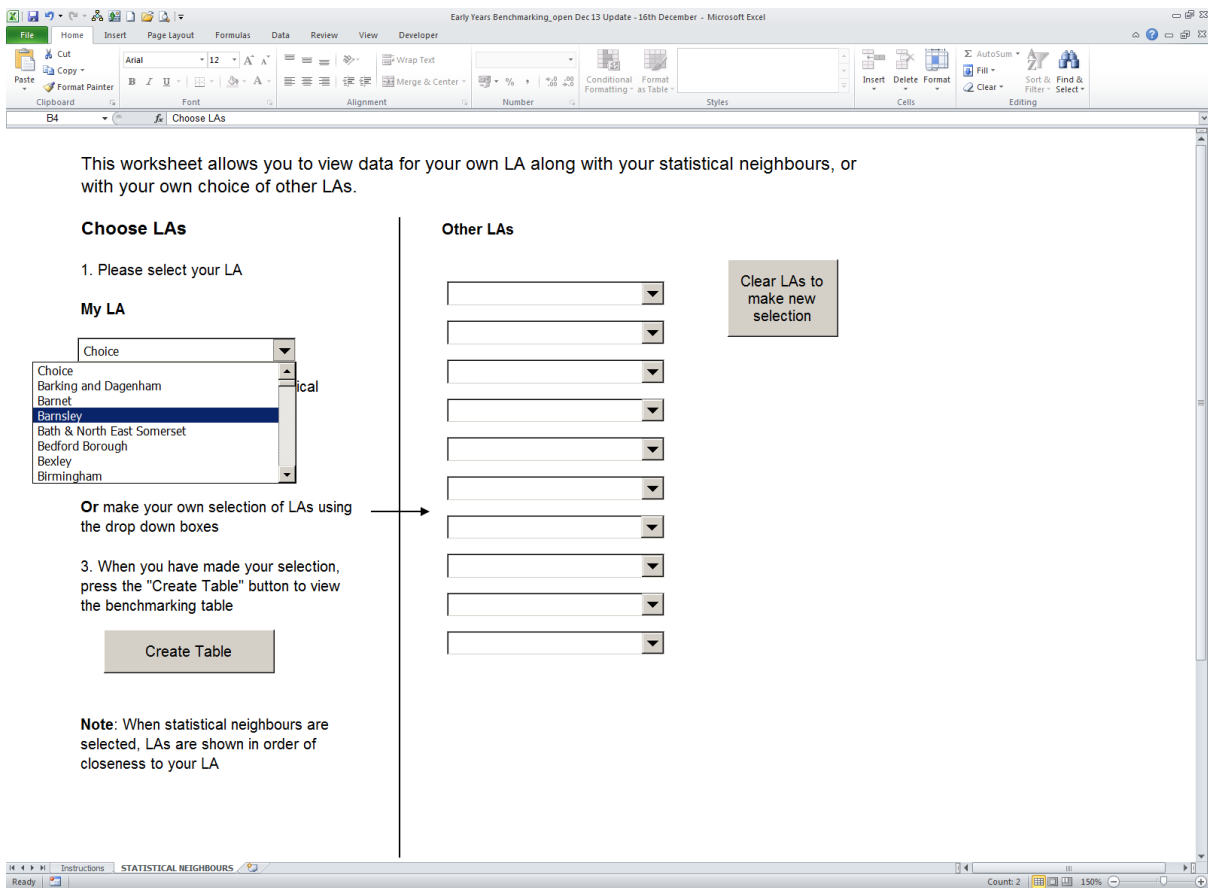 Early Years Benchmarking_open Dec 13 Update - 16th December - Microsoft Excel
File Home Insert Page Layout Formulas Data Review View Developer
Paste
Cut
Copy
Format Painter
Clipboard
Arial 12
B I U
Font
Wrap Text
Merge & Center
Alignment
Number
Conditional Formatting
Format as Table
Styles
Insert Delete Format
Cells
Σ AutoSum
Fill
Clear
Sort & Filter
Find & Select
Editing
B4 fx Choose LAs
This worksheet allows you to view data for your own LA along with your statistical neighbours, or
with your own choice of other LAs.
Choose LAs
1. Please select your LA
My LA
Choice
Choice
Barking and Dagenham
Barnet
Barnsley
Bath & North East Somerset
Bedford Borough
Bexley
Birmingham
ical
Or make your own selection of LAs using
the drop down boxes
3. When you have made your selection,
press the "Create Table" button to view
the benchmarking table
Create Table
Note: When statistical neighbours are
selected, LAs are shown in order of
closeness to your LA
Other LAs
Clear LAs to
make new
selection
Instructions STATISTICAL NEIGHBOURS
Ready
Count: 2 150%